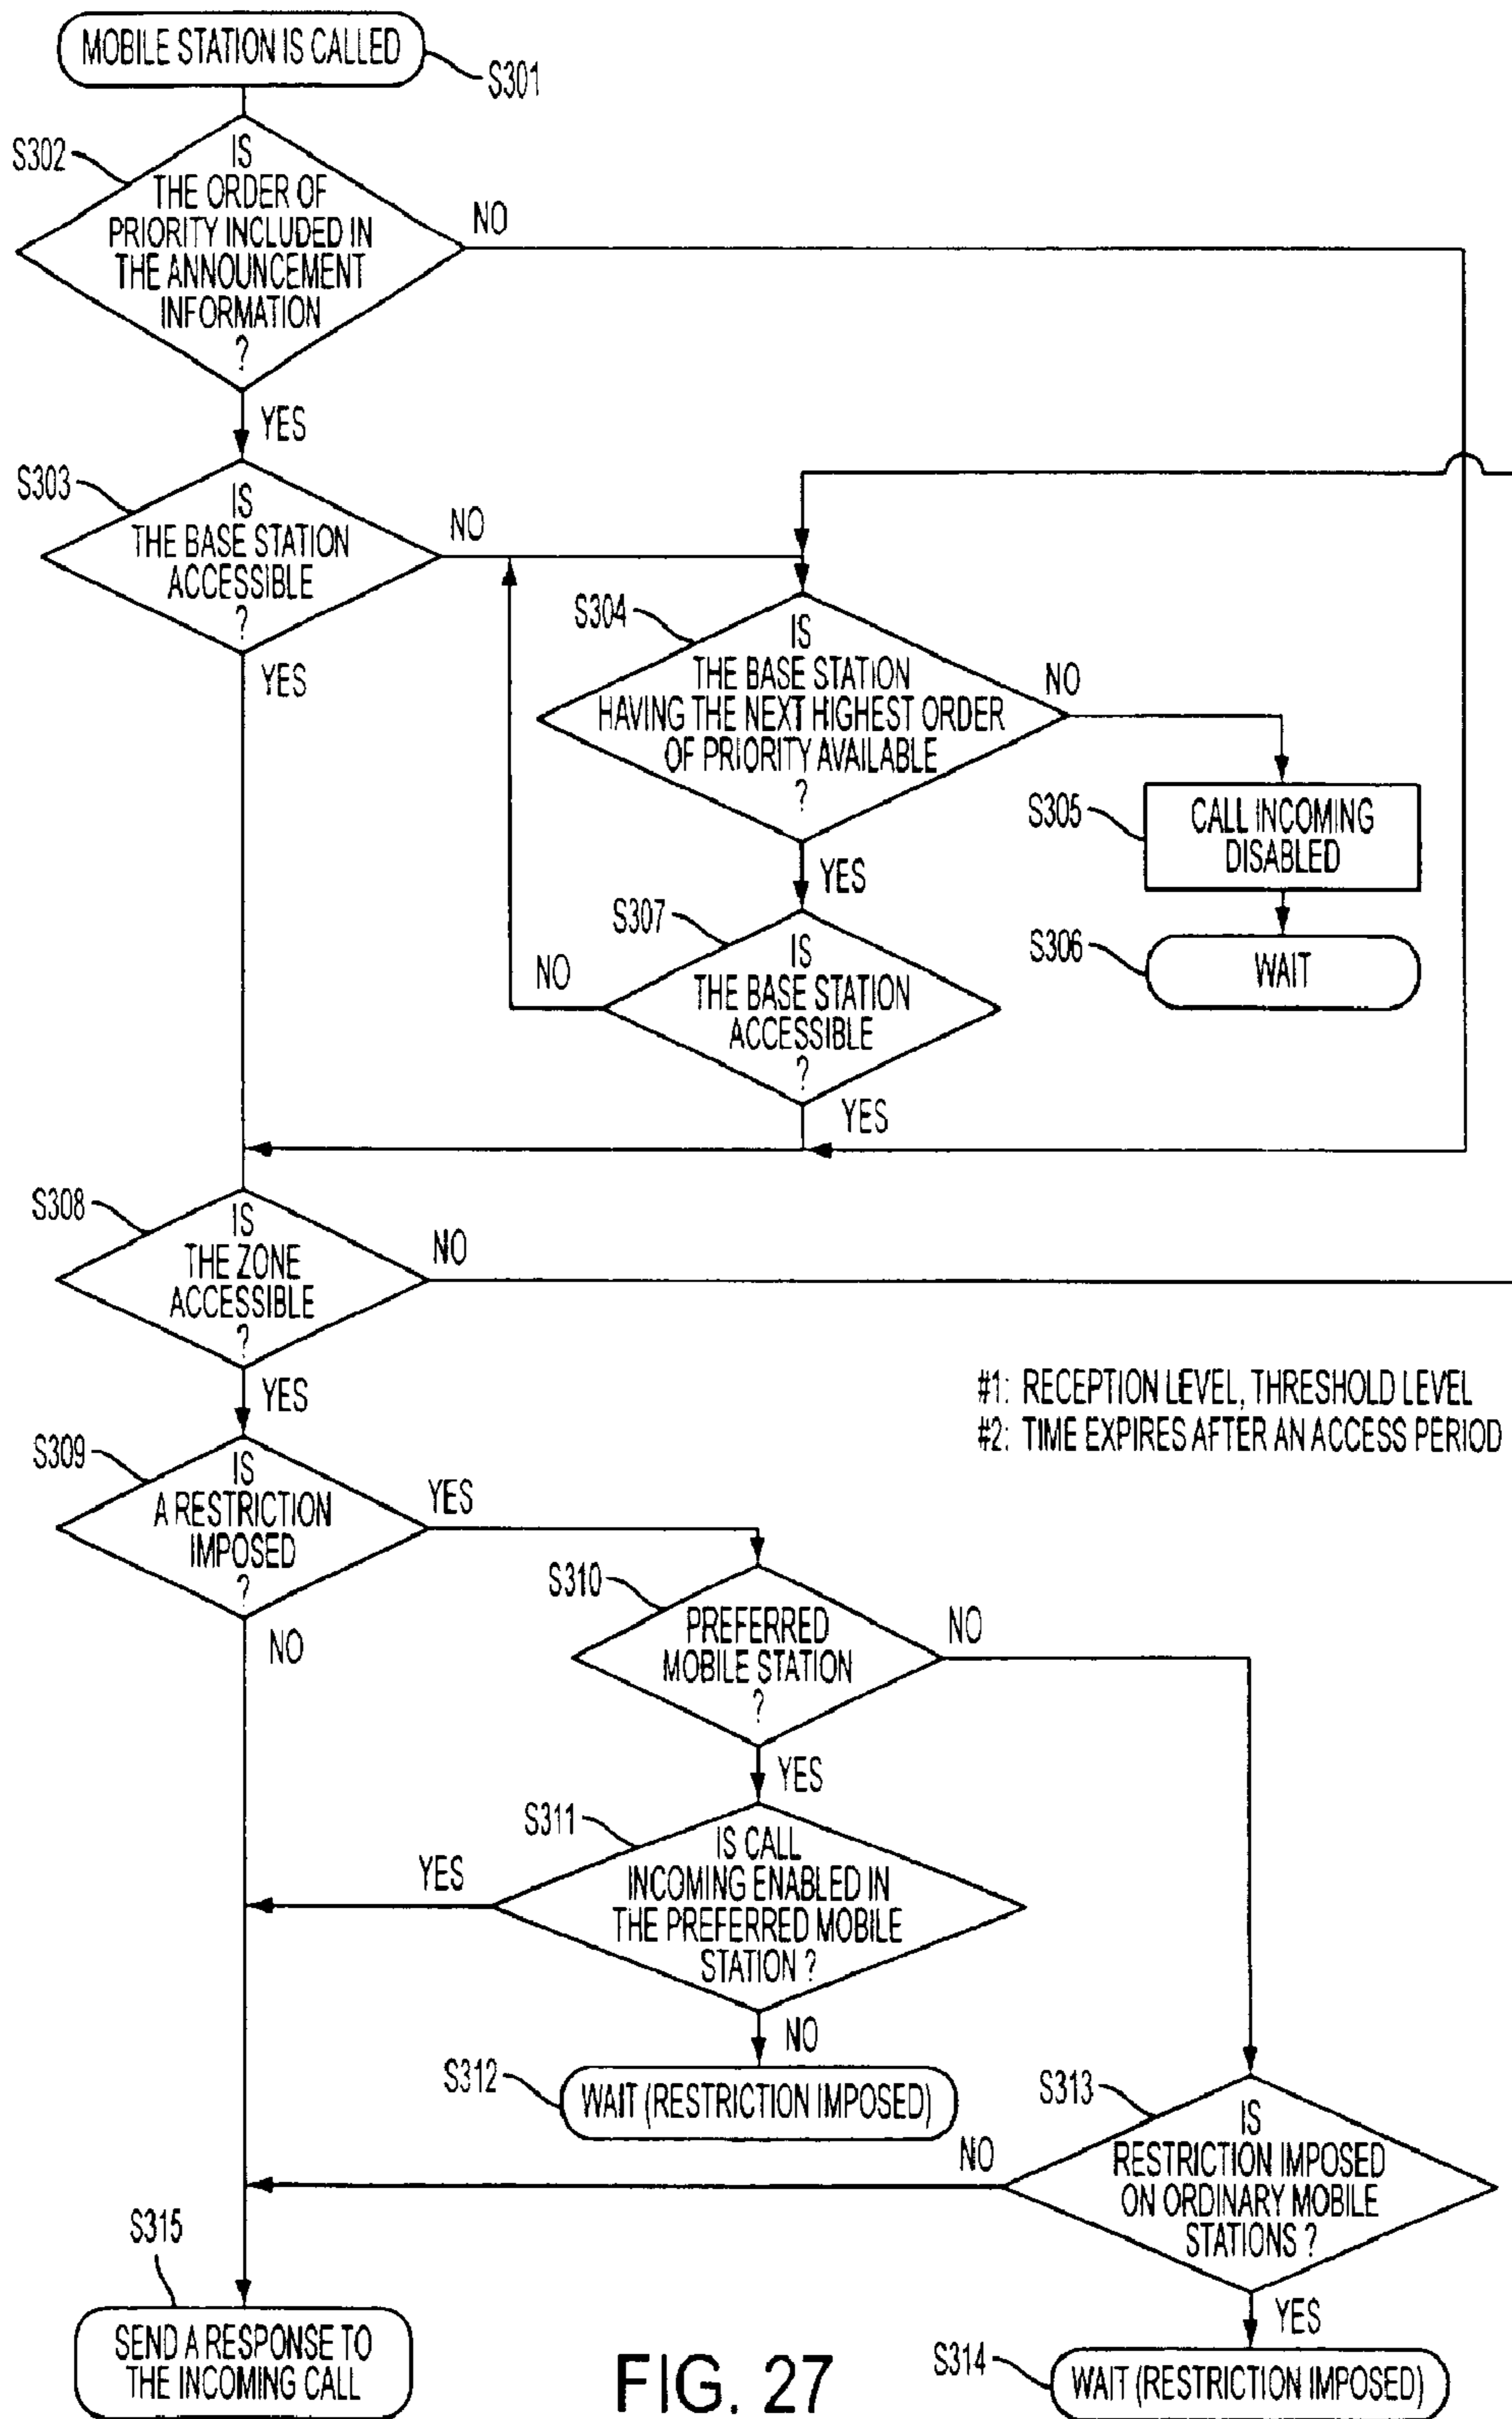 MOBILE STATION IS CALLED
S301
S302
IS
THE ORDER OF
PRIORITY INCLUDED IN
THE ANNOUNCEMENT
INFORMATION
?
NO
YES
S303
IS
THE BASE STATION
ACCESSIBLE
?
NO
YES
S304
IS
THE BASE STATION
HAVING THE NEXT HIGHEST ORDER
OF PRIORITY AVAILABLE
?
NO
YES
S305
CALL INCOMING
DISABLED
S306
WAIT
S307
IS
THE BASE STATION
ACCESSIBLE
?
NO
YES
S308
IS
THE ZONE
ACCESSIBLE
?
NO
YES
#1: RECEPTION LEVEL, THRESHOLD LEVEL
#2: TIME EXPIRES AFTER AN ACCESS PERIOD
S309
IS
A RESTRICTION
IMPOSED
?
YES
NO
S310
PREFERRED
MOBILE STATION
?
NO
YES
S311
IS CALL
INCOMING ENABLED IN
THE PREFERRED MOBILE
STATION ?
YES
NO
S312
WAIT (RESTRICTION IMPOSED)
S313
IS
RESTRICTION IMPOSED
ON ORDINARY MOBILE
STATIONS ?
NO
YES
S314
WAIT (RESTRICTION IMPOSED)
S315
SEND A RESPONSE TO
THE INCOMING CALL
FIG. 27